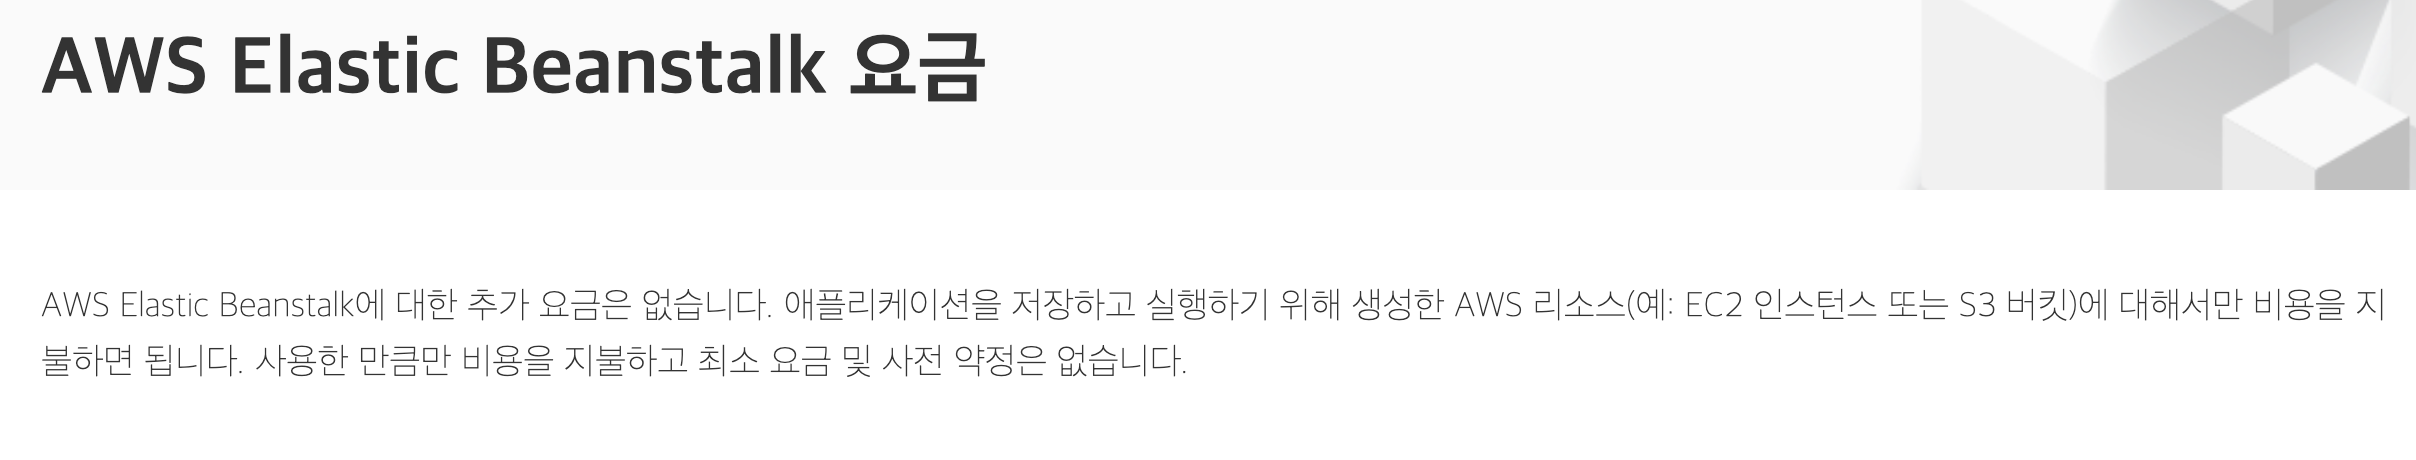 AWS Elastic Beanstalk 요금
AWS Elastic Beanstalk에 대한 추가 요금은 없습니다. 애플리케이션을 저장하고 실행하기 위해 생성한 AWS 리소스(예: EC2 인스턴스 또는 S3 버킷)에 대해서만 비용을 지
불하면 됩니다. 사용한 만큼만 비용을 지불하고 최소 요금 및 사전 약정은 없습니다.